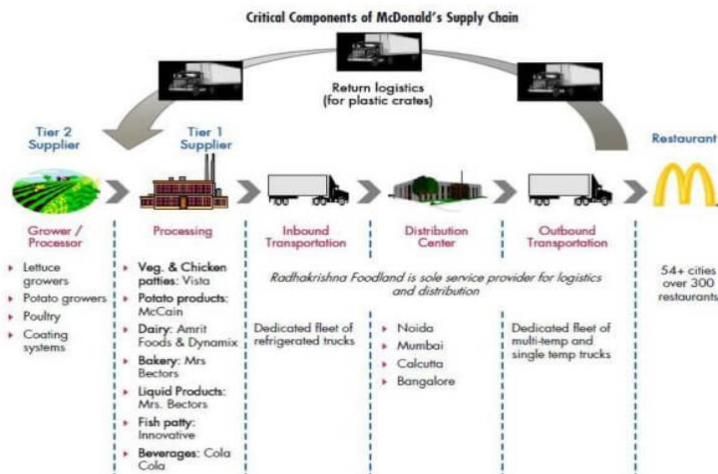 Critical Components of McDonald's Supply Chain
Return logistics
(for plastic crates)
Tier 2
Supplier
Tier 1
Supplier
Restaurant
Grower /
Processor
Processing
Inbound
Transportation
Distribution
Center
Outbound
Transportation
Lettuce
growers
Potato growers
Poultry
Coating
systems
Veg. & Chicken
patties: Vista
Potato products:
McCain
Dairy: Amrit
Foods & Dynamix
Bakery: Mrs
Bectors
Liquid Products:
Mrs. Bectors
Fish patty:
Innovative
Beverages: Cola
Cola
Radhakrishna Foodland is sole service provider for logistics
and distribution
Dedicated fleet of
refrigerated trucks
Noida
Mumbai
Calcutta
Bangalore
Dedicated fleet of
multi-temp and
single temp trucks
54+ cities
over 300
restaurants